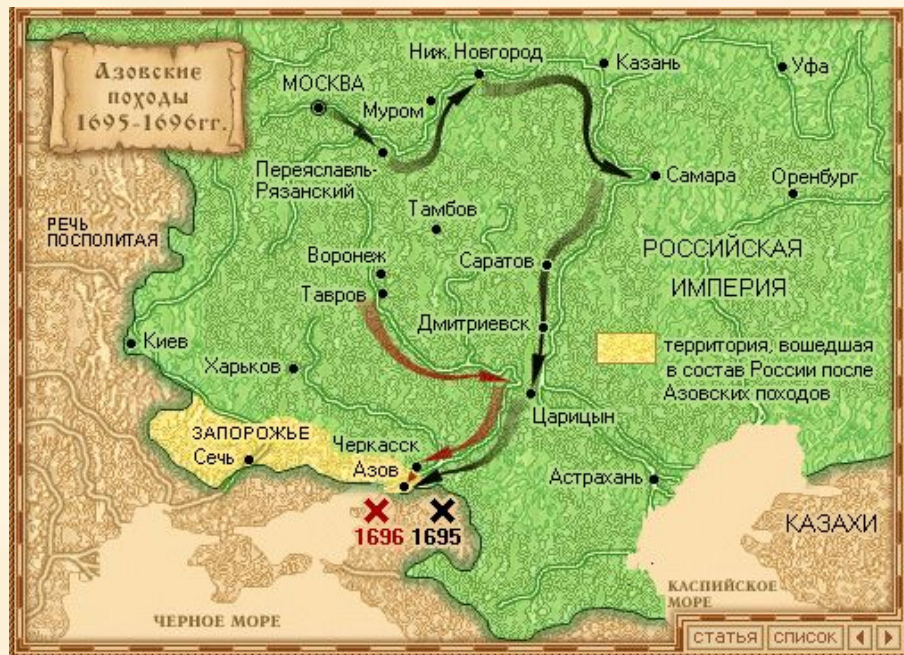 Азовские
походы
1695-1696гг.
МОСКВА
Муром
Ниж. Новгород
Казань
Уфа
Переяславль-
Рязанский
Самара
Оренбург
Тамбов
РЕЧЬ
ПОСПОЛИТАЯ
Воронеж
Тавров
Саратов
РОССИЙСКАЯ
ИМПЕРИЯ
Дмитриевск
Киев
Харьков
территория, вошедшая
в состав России после
Азовских походов
Царицын
ЗАПОРОЖЬЕ
Сечь
Черкасск
Азов
Астрахань
1696
1695
КАЗАХИ
КАСПИЙСКОЕ
МОРЕ
ЧЕРНОЕ МОРЕ
статья
список